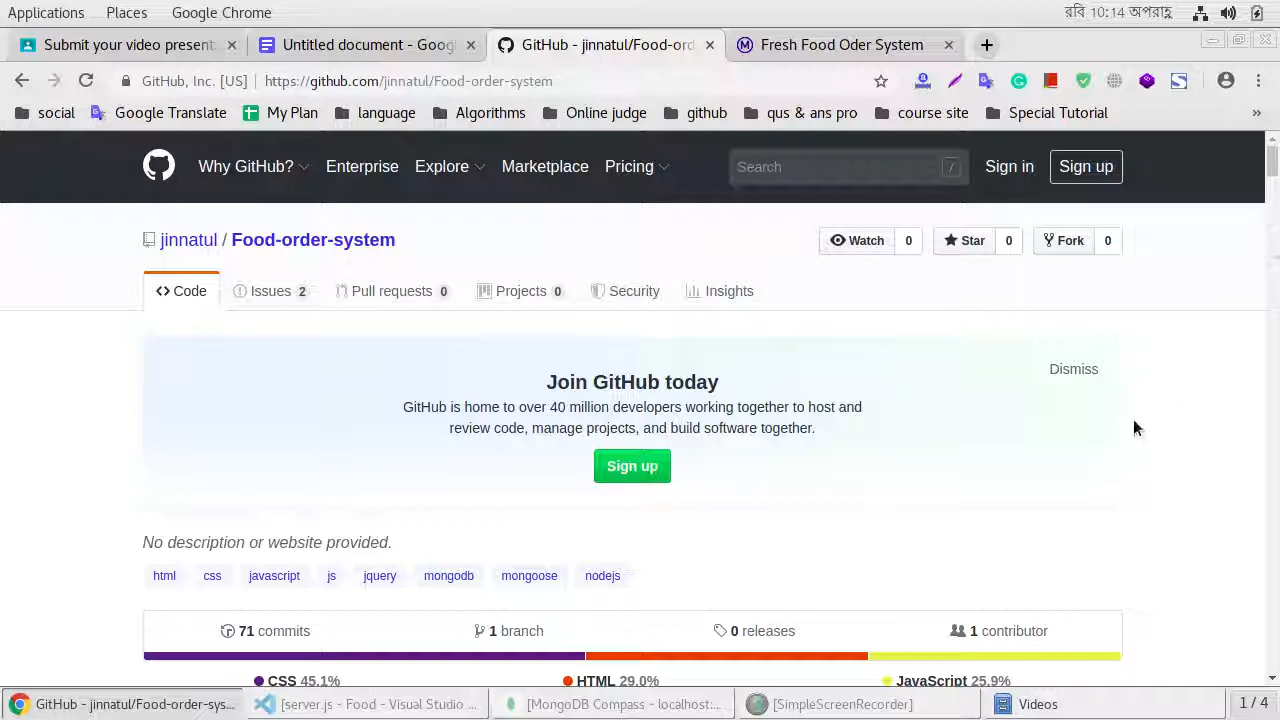 Applications Places Google Chrome রবি 10:14 অপরাহ্ণ
Submit your video present Untitled document - Goog GitHub - jinnatul/Food-ord Fresh Food Oder System
GitHub, Inc. [US] https://github.com/jinnatul/Food-order-system
social Google Translate My Plan language Algorithms Online judge github qus & ans pro course site Special Tutorial »
Why GitHub? Enterprise Explore Marketplace Pricing Search / Sign in Sign up
jinnatul / Food-order-system Watch 0 Star 0 Fork 0
Code Issues 2 Pull requests 0 Projects 0 Security Insights
Dismiss
Join GitHub today
GitHub is home to over 40 million developers working together to host and
review code, manage projects, and build software together.
Sign up
No description or website provided.
html css javascript js jquery mongodb mongoose nodejs
71 commits 1 branch 0 releases 1 contributor
CSS 45.1% HTML 29.0% JavaScript 25.9%
GitHub - jinnatul/Food-order-sys... [server.js - Food - Visual Studio ... [MongoDB Compass - localhost:... [SimpleScreenRecorder] Videos 1 / 4